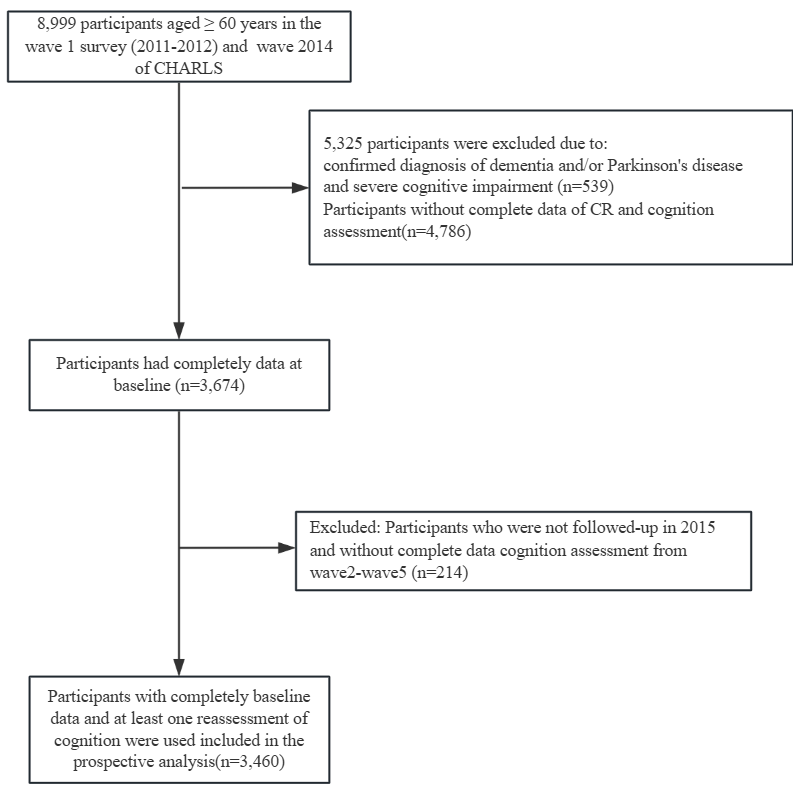 8,999 participants aged ≥ 60 years in the
wave 1 survey (2011-2012) and wave 2014
of CHARLS
5,325 participants were excluded due to:
confirmed diagnosis of dementia and/or Parkinson's disease
and severe cognitive impairment (n=539)
Participants without complete data of CR and cognition
assessment(n=4,786)
Participants had completely data at
baseline (n=3,674)
Excluded: Participants who were not followed-up in 2015
and without complete data cognition assessment from
wave2-wave5 (n=214)
Participants with completely baseline
data and at least one reassessment of
cognition were used included in the
prospective analysis(n=3,460)